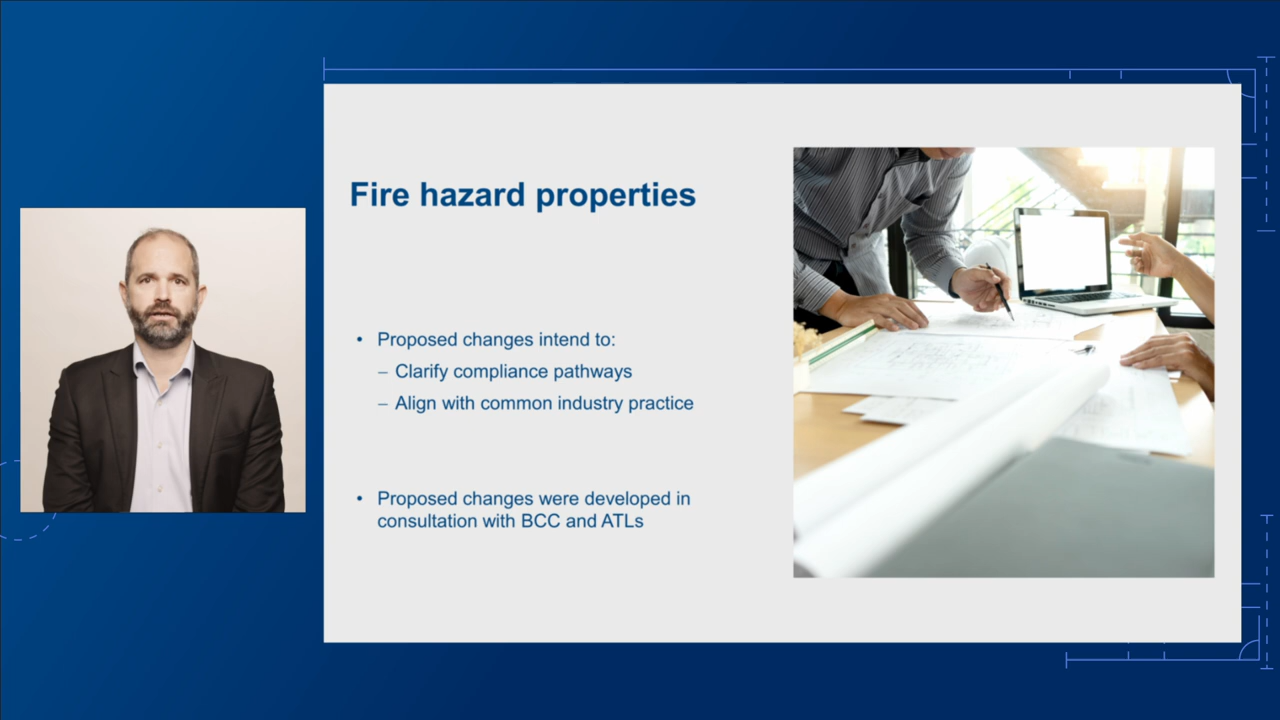 Fire hazard properties
• Proposed changes intend to:
– Clarify compliance pathways
– Align with common industry practice
• Proposed changes were developed in
consultation with BCC and ATLs